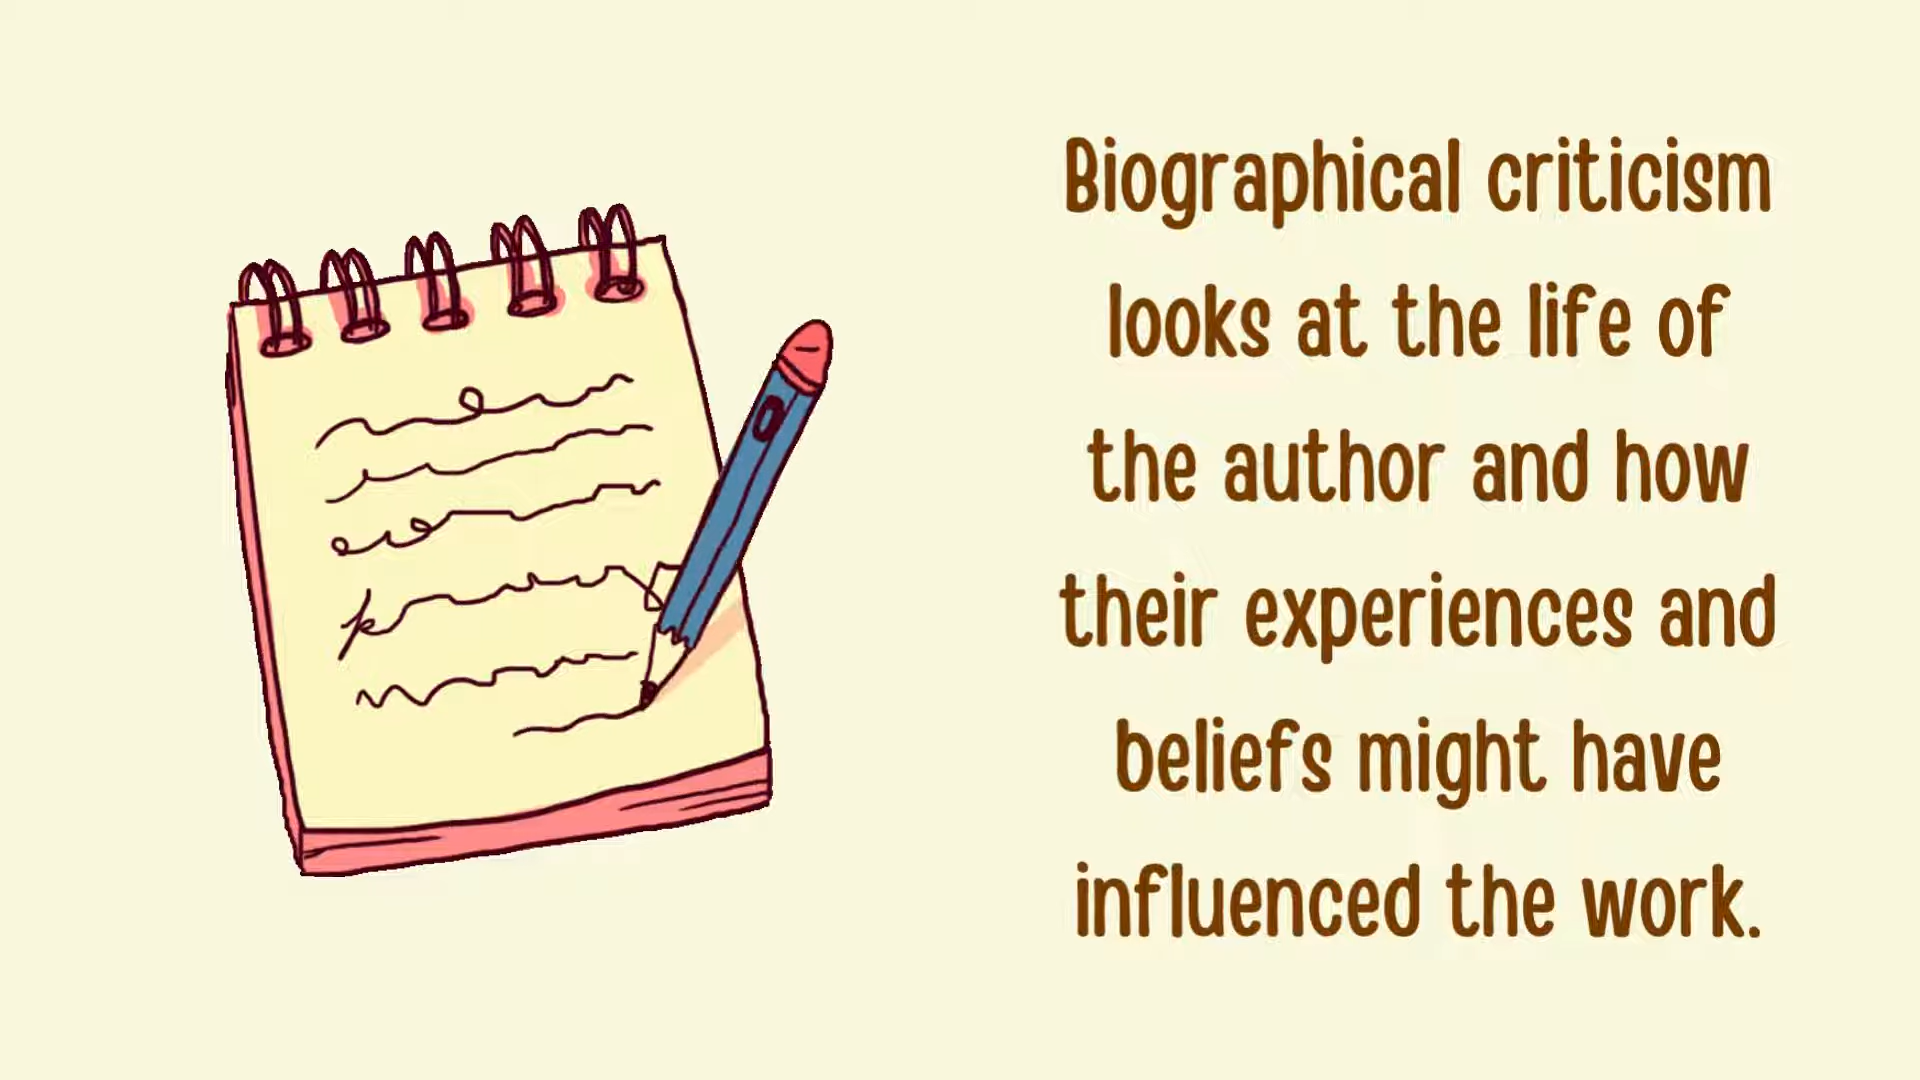 Biographical criticism
looks at the life of
the author and how
their experiences and
beliefs might have
influenced the work.